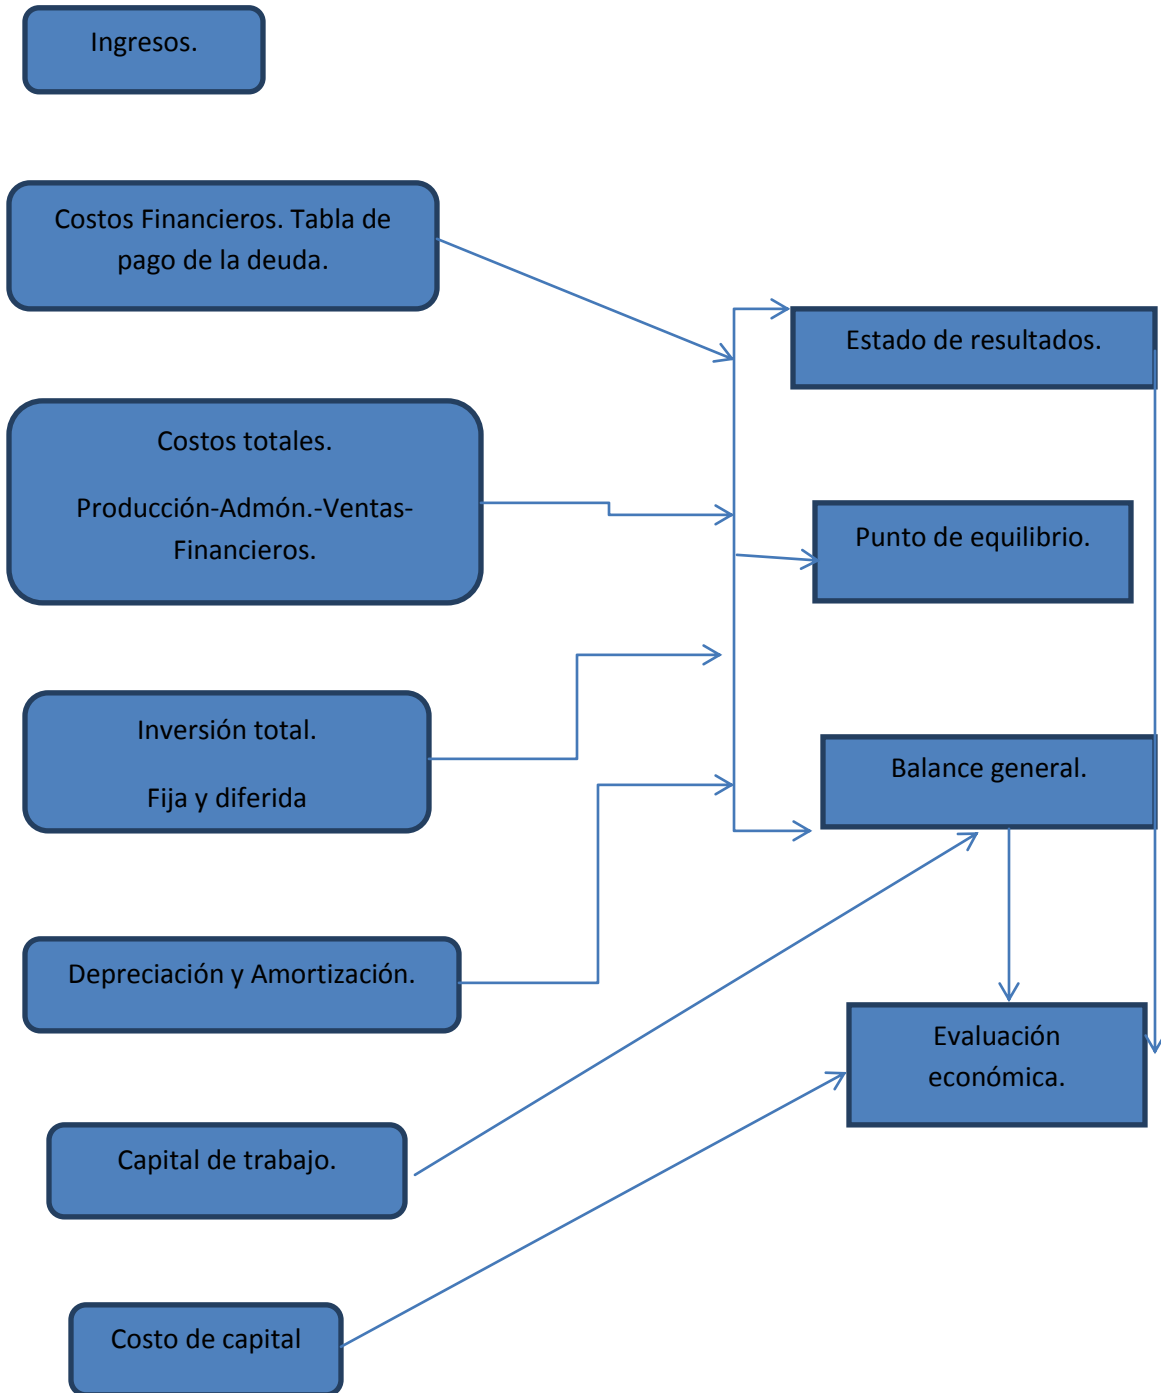 Ingresos.
Costos Financieros. Tabla de
pago de la deuda.
Estado de resultados.
Costos totales.
Producción-Admón.-Ventas-
Financieros.
Punto de equilibrio.
Inversión total.
Fija y diferida
Balance general.
Depreciación y Amortización.
Evaluación
económica.
Capital de trabajo.
Costo de capital